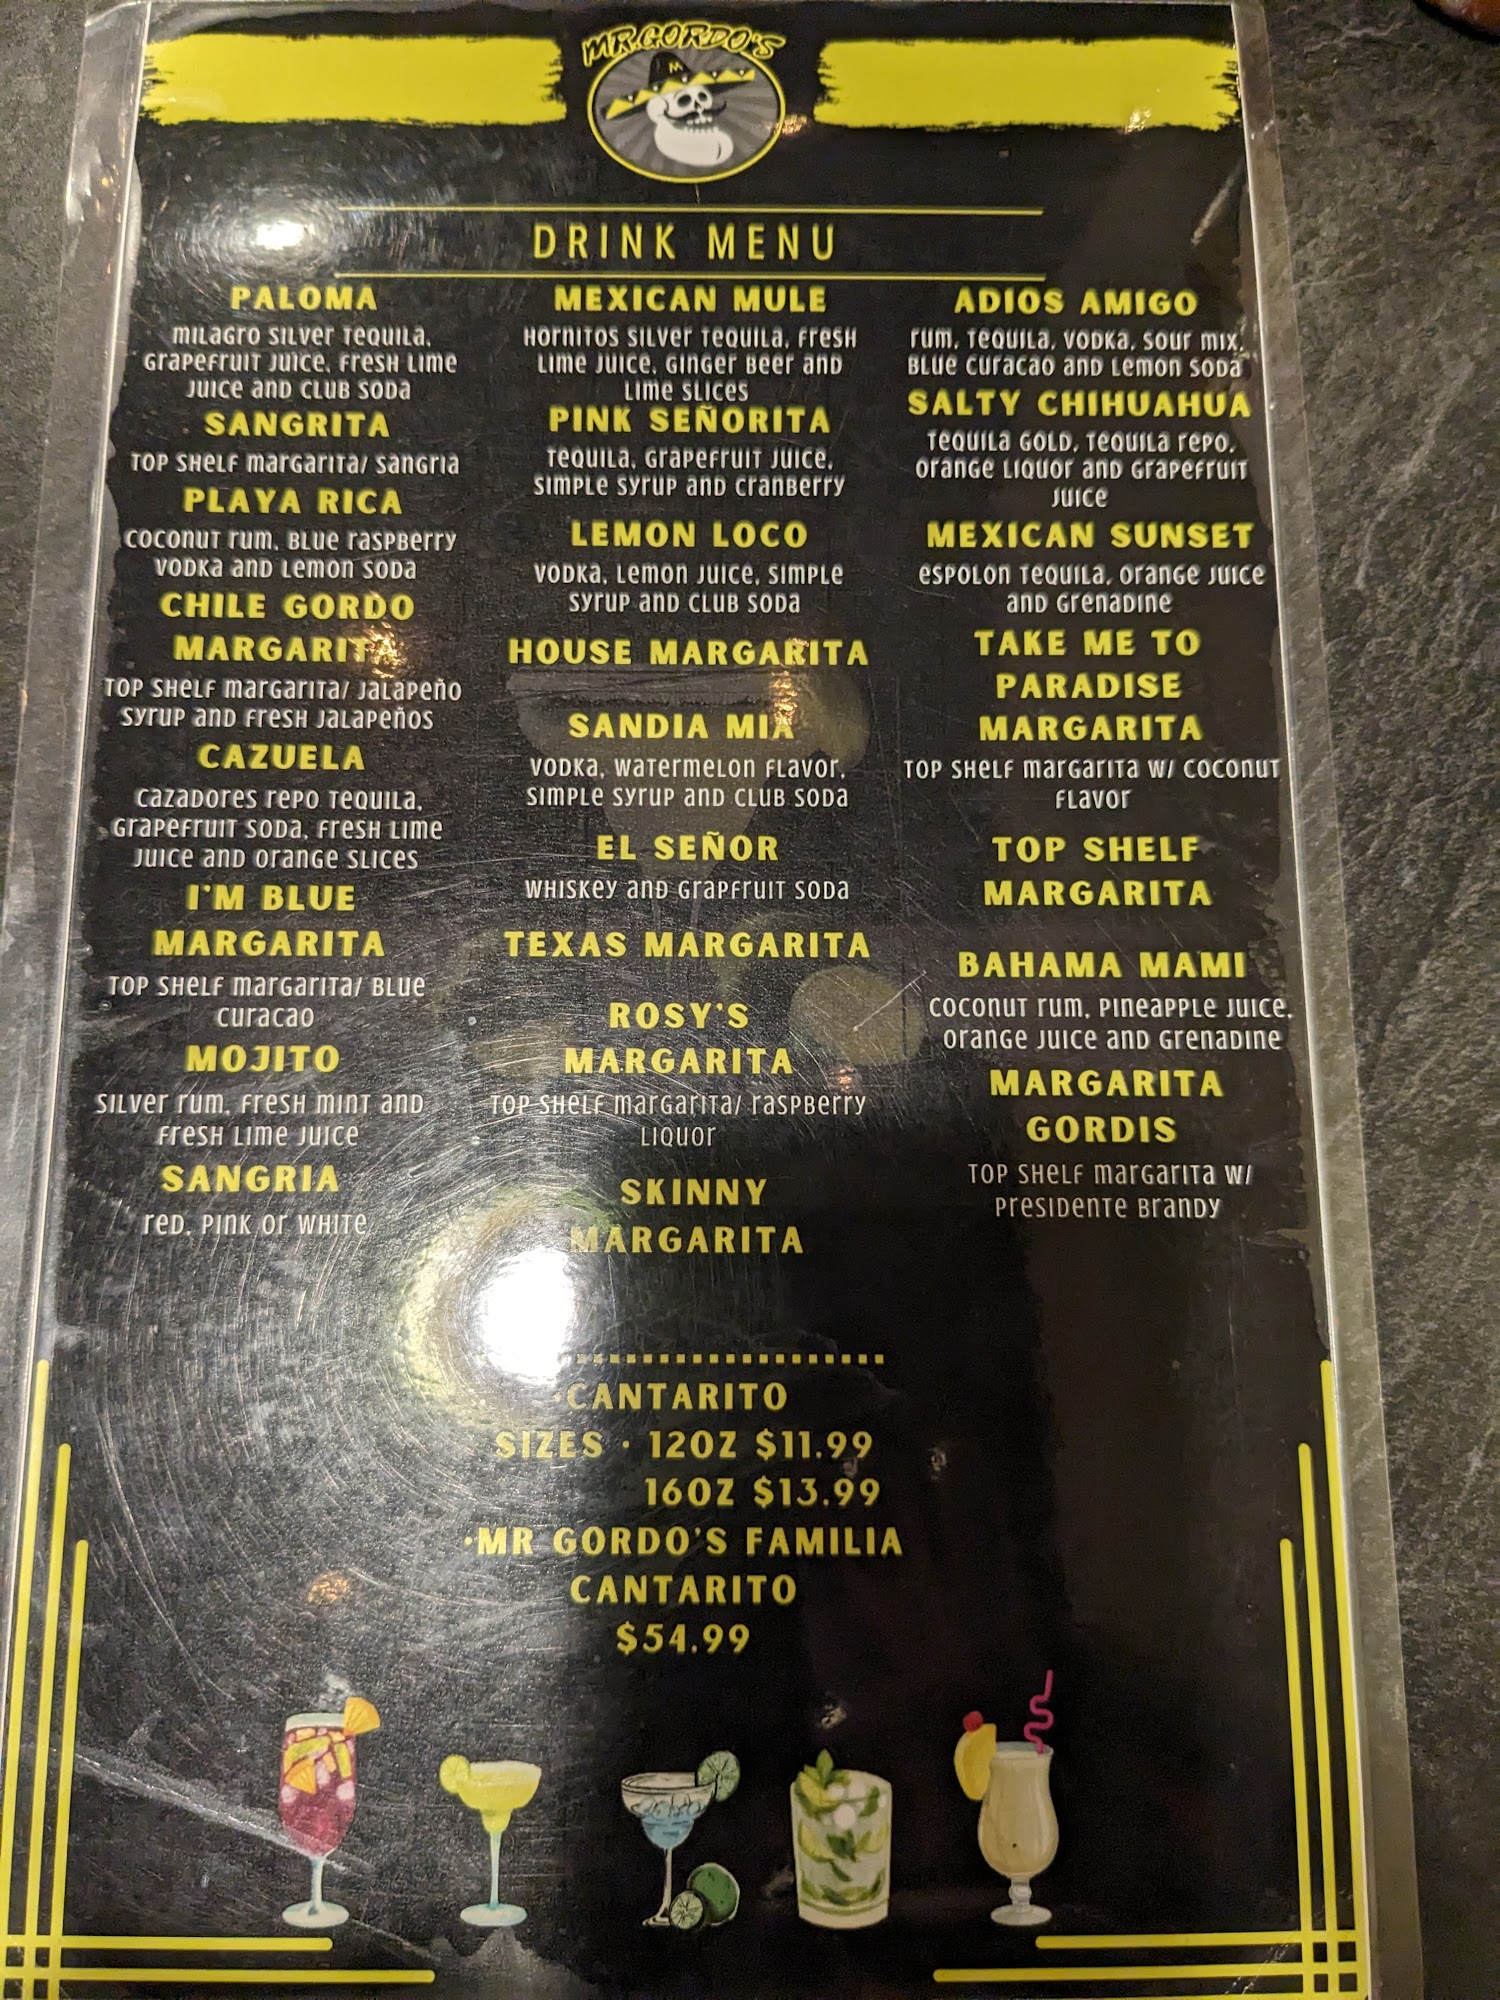 MR.GORDO'S
M
DRINK MENU
PALOMA
MILAGRO SILVER TEQUILA,
GRAPEFRUIT JUICE, FRESH LIME
JUICE AND CLUB SODA
SANGRITA
TOP SHELF MARGARITA/ SANGRIA
PLAYA RICA
COCONUT RUM, BLUE RASPBERRY
VODKA AND LEMON SODA
CHILE GORDO
MARGARITA
TOP SHELF MARGARITA/ JALAPEÑO
SYRUP AND FRESH JALAPEÑOS
CAZUELA
CAZADORES REPO TEQUILA,
GRAPEFRUIT SODA, FRESH LIME
JUICE AND ORANGE SLICES
I'M BLUE
MARGARITA
TOP SHELF MARGARITA/ BLUE
CURACAO
MOJITO
SILVER RUM, FRESH MINT AND
FRESH LIME JUICE
SANGRIA
RED, PINK OR WHITE
MEXICAN MULE
HORNITOS SILVER TEQUILA, FRESH
LIME JUICE, GINGER BEER AND
LIME SLICES
PINK SEÑORITA
TEQUILA, GRAPEFRUIT JUICE,
SIMPLE SYRUP AND CRANBERRY
LEMON LOCO
VODKA, LEMON JUICE, SIMPLE
SYRUP AND CLUB SODA
HOUSE MARGARITA
SANDIA MIA
VODKA, WATERMELON FLAVOR,
SIMPLE SYRUP AND CLUB SODA
EL SEÑOR
WHISKEY AND GRAPFRUIT SODA
TEXAS MARGARITA
ROSY'S
MARGARITA
TOP SHELF MARGARITA/ RASPBERRY
LIQUOR
SKINNY
MARGARITA
ADIOS AMIGO
RUM, TEQUILA, VODKA, SOUR MIX,
BLUE CURACAO AND LEMON SODA
SALTY CHIHUAHUA
TEQUILA GOLD, TEQUILA REPO,
ORANGE LIQUOR AND GRAPEFRUIT
JUICE
MEXICAN SUNSET
ESPOLON TEQUILA, ORANGE JUICE
AND GRENADINE
TAKE ME TO
PARADISE
MARGARITA
TOP SHELF MARGARITA W/ COCONUT
FLAVOR
TOP SHELF
MARGARITA
BAHAMA MAMI
COCONUT RUM, PINEAPPLE JUICE,
ORANGE JUICE AND GRENADINE
MARGARITA
GORDIS
TOP SHELF MARGARITA W/
PRESIDENTE BRANDY
·CANTARITO
SIZES · 12OZ $11.99
16OZ $13.99
·MR GORDO'S FAMILIA
CANTARITO
$54.99